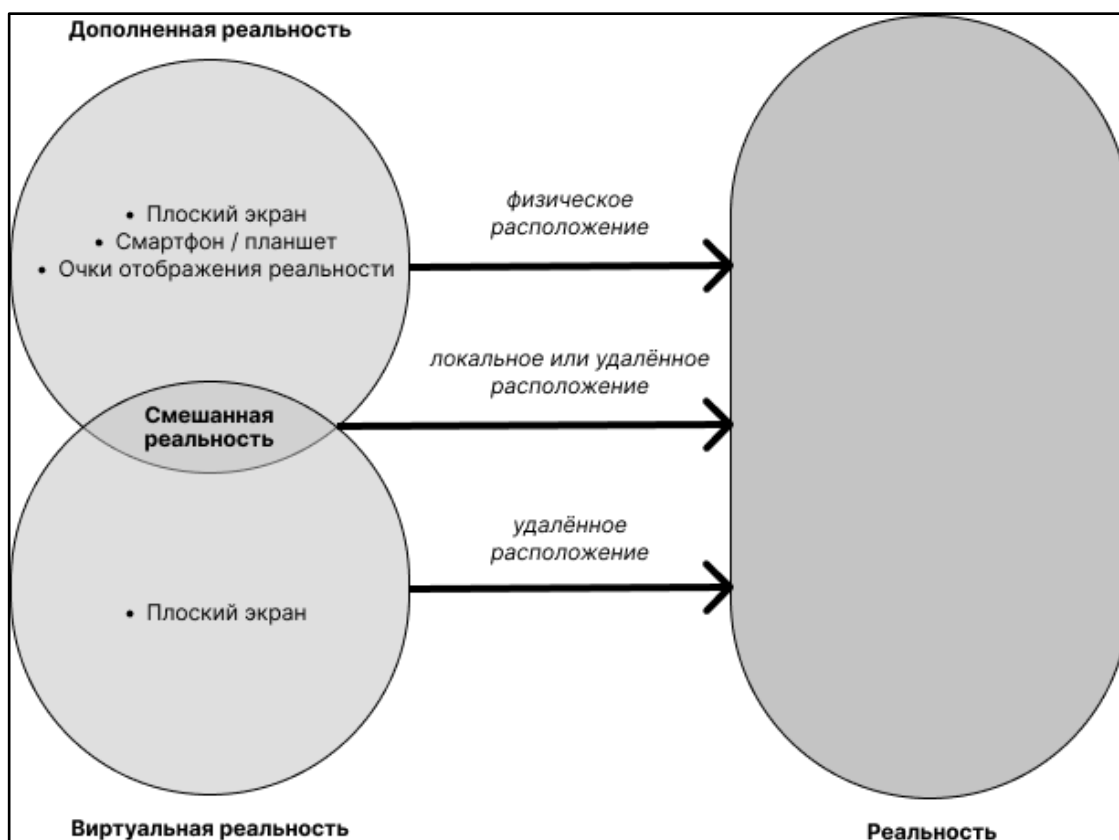 Дополненная реальность
• Плоский экран
• Смартфон / планшет
• Очки отображения реальности
физическое
расположение
локальное или удалённое
расположение
Смешанная
реальность
удалённое
расположение
• Плоский экран
Виртуальная реальность
Реальность